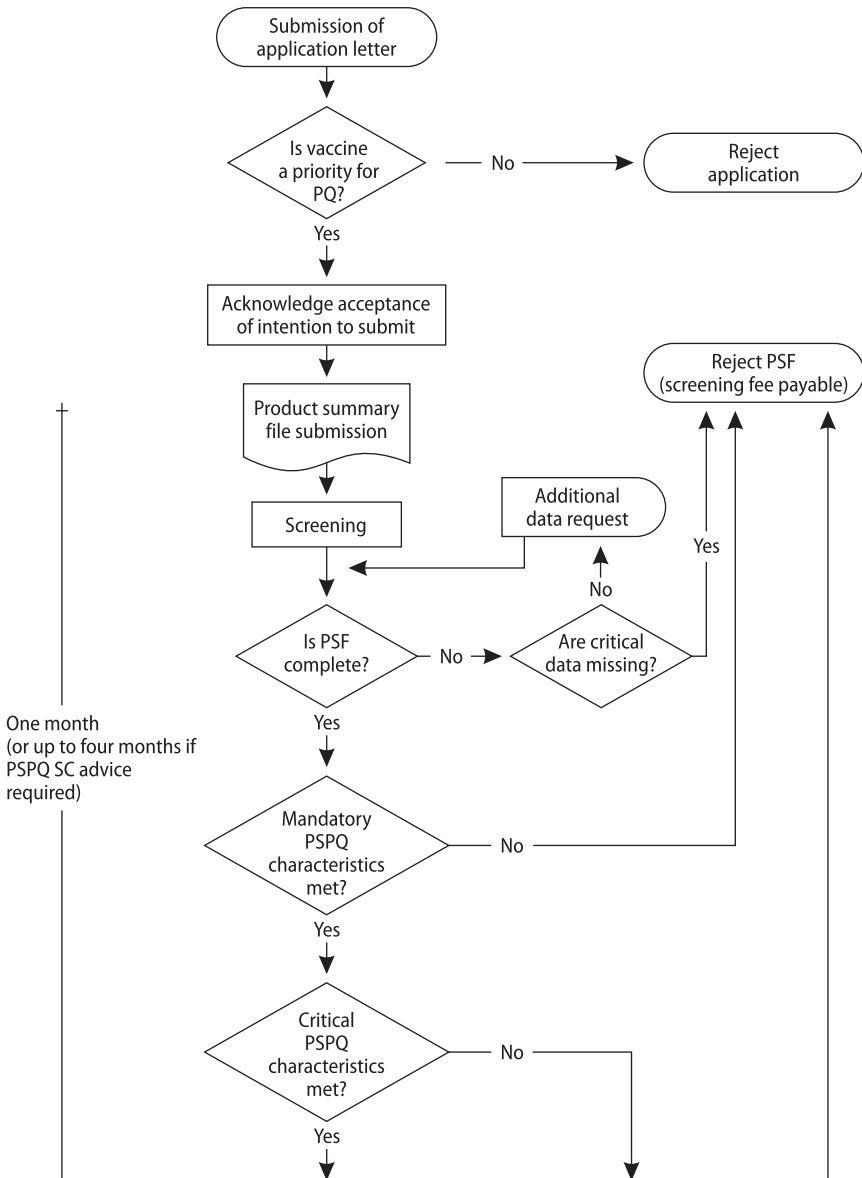 Submission of
application letter
Is vaccine
a priority for
PQ?
No
Reject
application
Yes
Acknowledge acceptance
of intention to submit
Reject PSF
(screening fee payable)
Product summary
file submission
Additional
data request
Screening
Yes
No
Is PSF
complete?
No
Are critical
data missing?
Yes
One month
(or up to four months if
PSPQ SC advice
required)
Mandatory
PSPQ
characteristics
met?
No
Yes
Critical
PSPQ
characteristics
met?
No
Yes